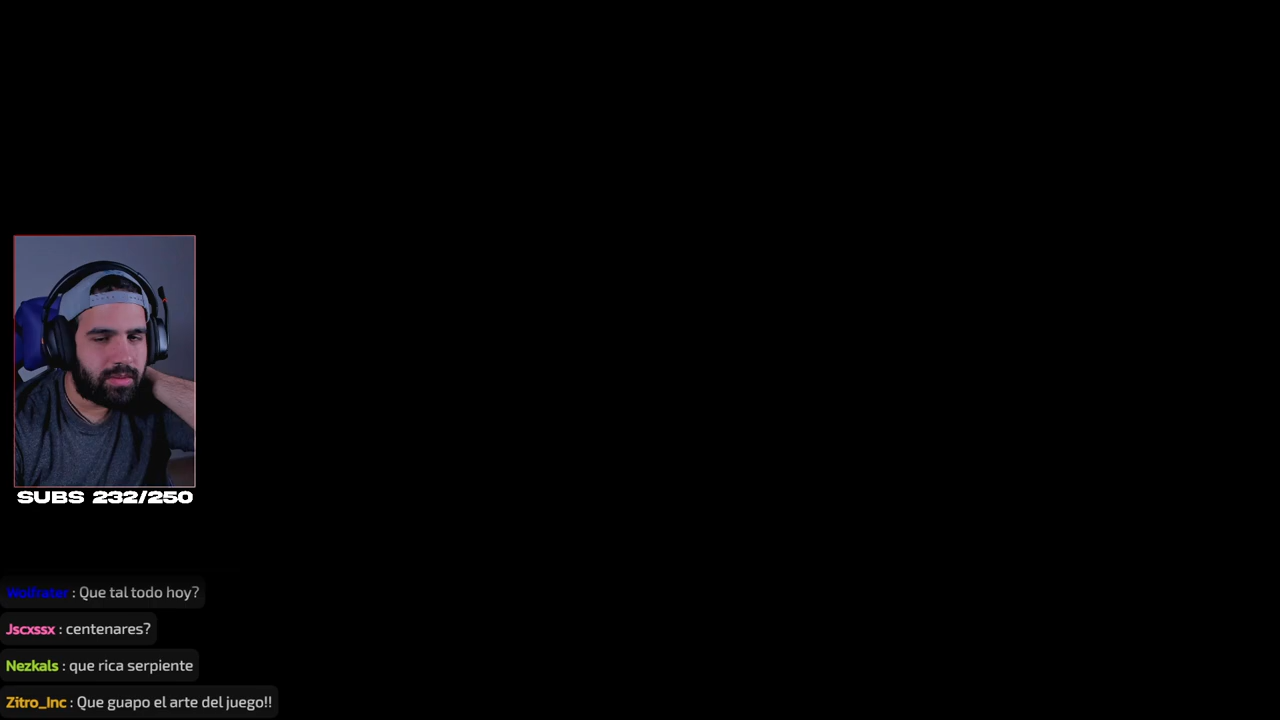 SUBS 232/250
Wolfrater : Que tal todo hoy?
Jscxssx : centenares?
Nezkals : que rica serpiente
Zitro_Inc : Que guapo el arte del juego!!